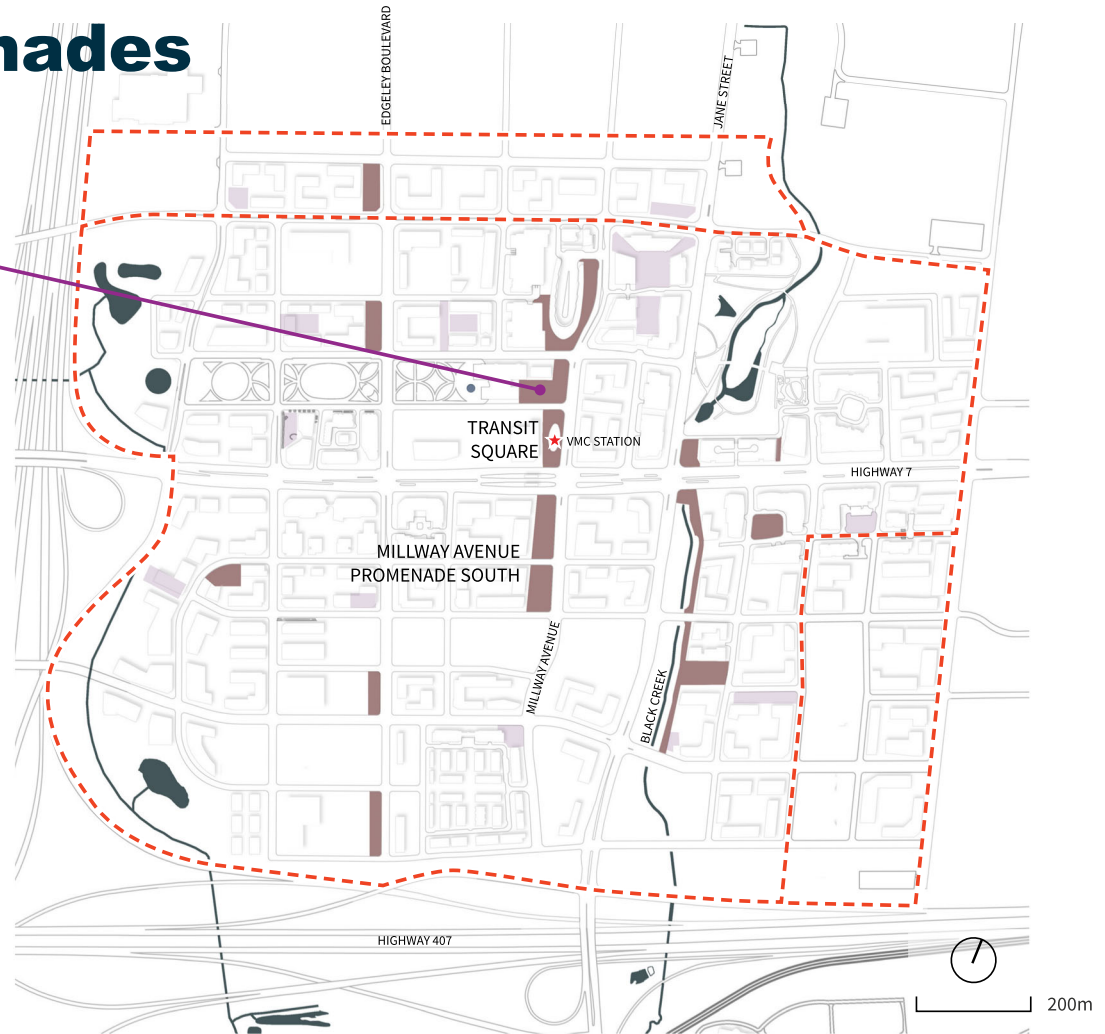 nades
EDGELEY BOULEVARD
JANE STREET
TRANSIT
SQUARE
VMC STATION
HIGHWAY 7
MILLWAY AVENUE
PROMENADE SOUTH
MILLWAY AVENUE
BLACK CREEK
HIGHWAY 407
200m